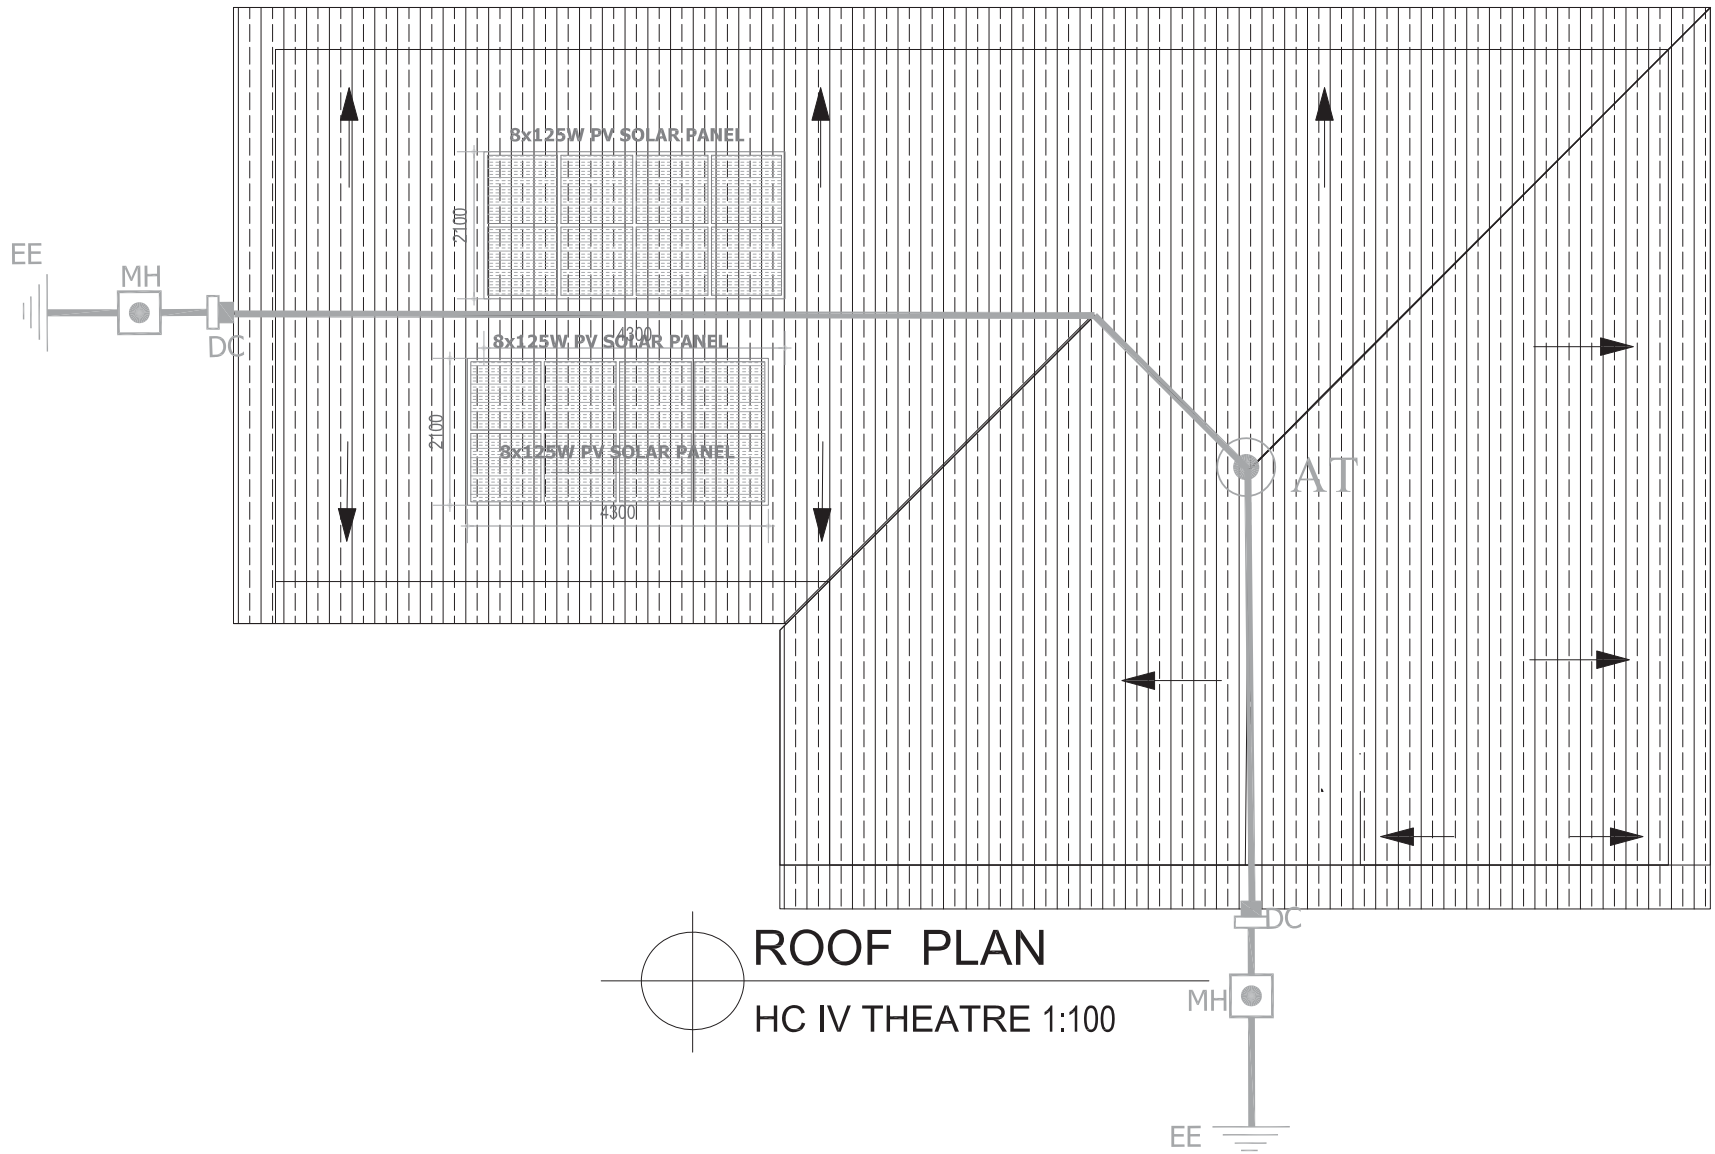 8x125W PV SOLAR PANEL
2100
EE
MH
DC
4300
8x125W PV SOLAR PANEL
2100
8x125W PV SOLAR PANEL
4300
AT
DC
ROOF PLAN
MH
HC IV THEATRE 1:100
EE